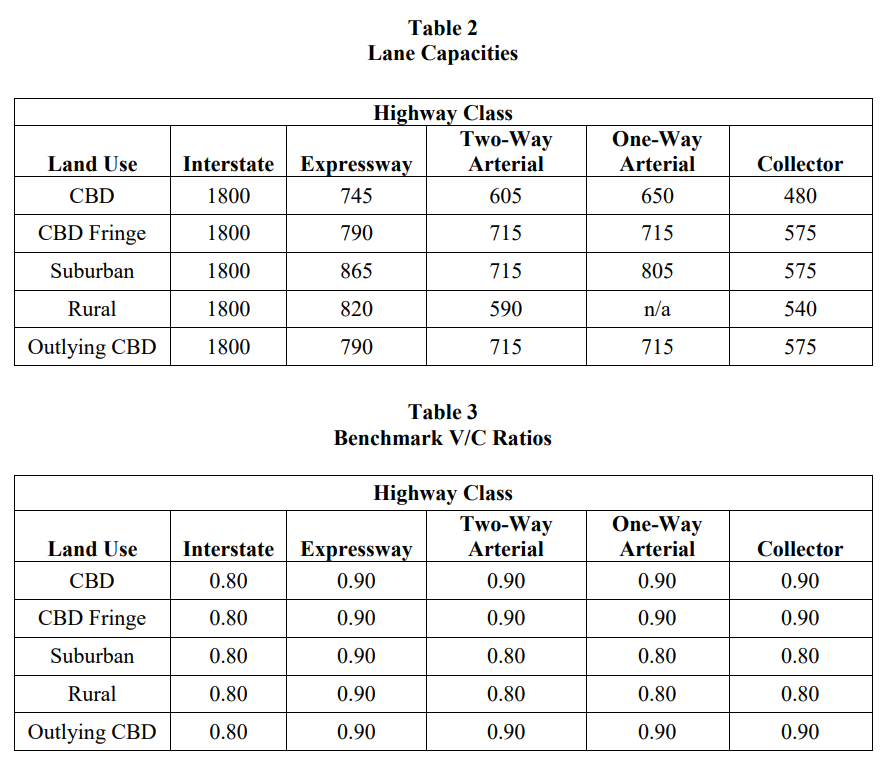 Table 2
Lane Capacities
Highway Class
Land Use Interstate Expressway Two-Way Arterial One-Way Arterial Collector
CBD 1800 745 605 650 480
CBD Fringe 1800 790 715 715 575
Suburban 1800 865 715 805 575
Rural 1800 820 590 n/a 540
Outlying CBD 1800 790 715 715 575
Table 3
Benchmark V/C Ratios
Highway Class
Land Use Interstate Expressway Two-Way Arterial One-Way Arterial Collector
CBD 0.80 0.90 0.90 0.90 0.90
CBD Fringe 0.80 0.90 0.90 0.90 0.90
Suburban 0.80 0.90 0.80 0.80 0.80
Rural 0.80 0.90 0.80 0.80 0.80
Outlying CBD 0.80 0.90 0.90 0.90 0.90